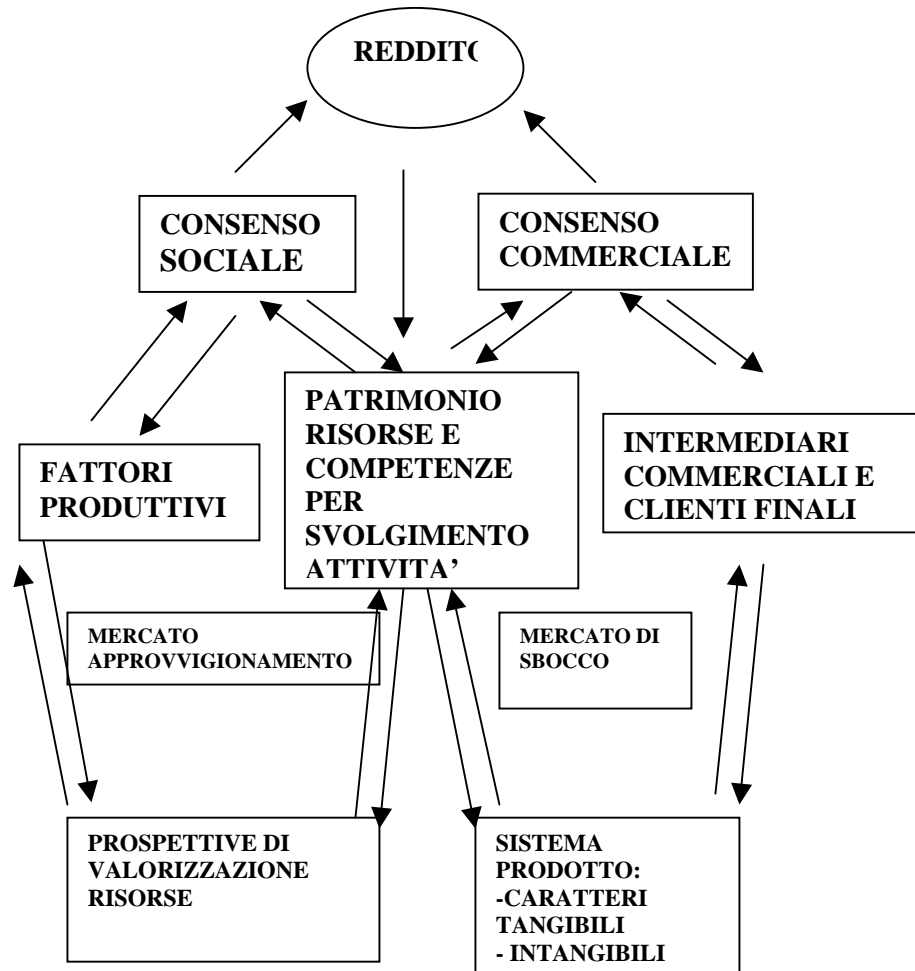 REDDITO
CONSENSO
SOCIALE
CONSENSO
COMMERCIALE
PATRIMONIO
RISORSE E
COMPETENZE
PER
SVOLGIMENTO
ATTIVITA’
FATTORI
PRODUTTIVI
INTERMEDIARI
COMMERCIALI E
CLIENTI FINALI
MERCATO
APPROVVIGIONAMENTO
MERCATO DI
SBOCCO
PROSPETTIVE DI
VALORIZZAZIONE
RISORSE
SISTEMA
PRODOTTO:
-CARATTERI
TANGIBILI
- INTANGIBILI